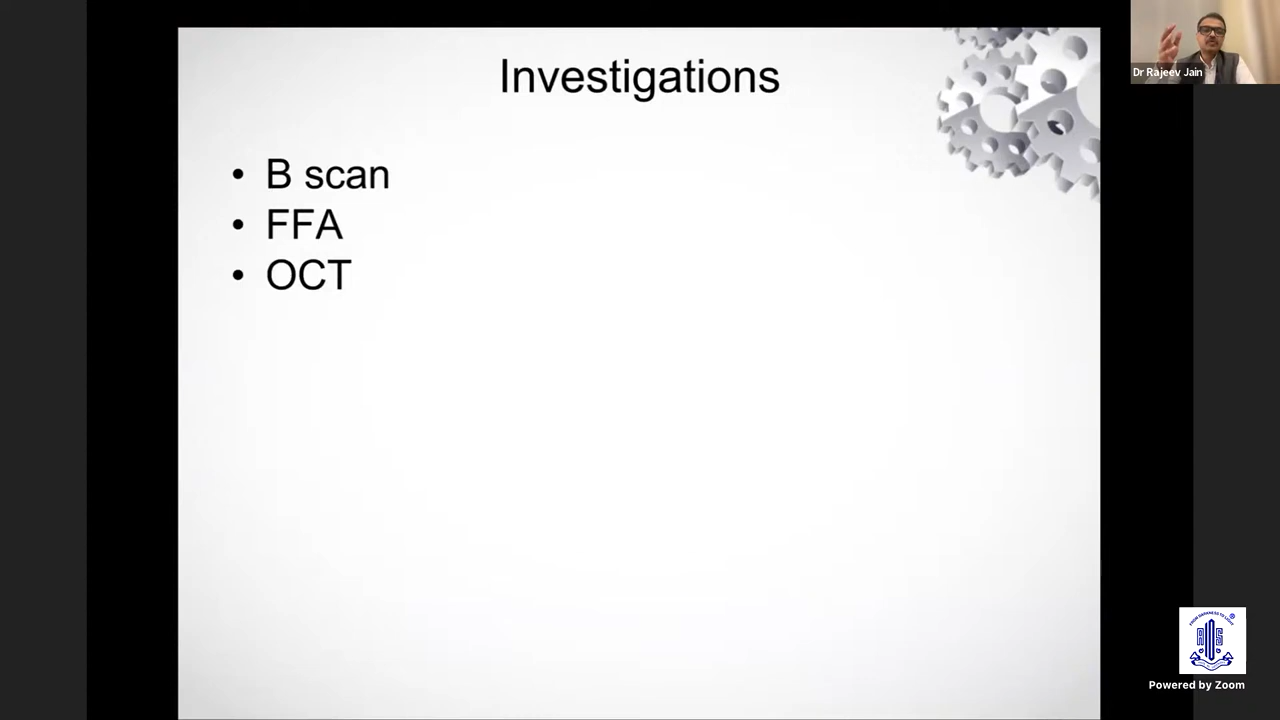 Investigations
• B scan
• FFA
• OCT
Dr Rajeev Jain
Powered by Zoom